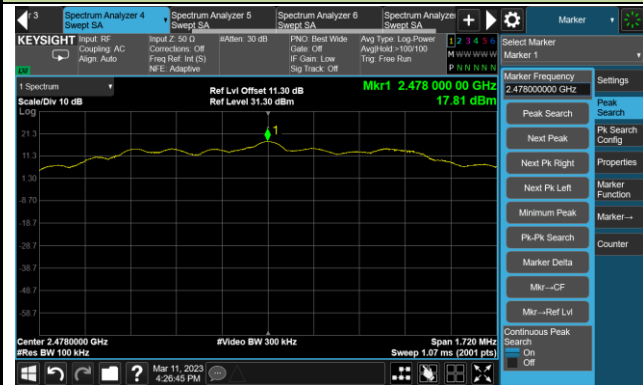 r 3
Spectrum Analyzer 4
Swept SA
Spectrum Analyzer 5
Swept SA
Spectrum Analyzer 6
Swept SA
Spectrum Analyzer
Swept SA
+
Marker
KEYSIGHT
Input: RF
Coupling: AC
Align: Auto
Input Z: 50 Ω
Corrections: Off
Freq Ref: Int (S)
NFE: Adaptive
#Atten: 30 dB
PNO: Best Wide
Gate: Off
IF Gain: Low
Sig Track: Off
Avg Type: Log-Power
Avg|Hold:>100/100
Trig: Free Run
1 2 3 4 5 6
M W W W W W
P N N N N N
Select Marker
Marker 1
1 Spectrum
Scale/Div 10 dB
Log
Ref Lvl Offset 11.30 dB
Ref Level 31.30 dBm
Mkr1 2.478 000 00 GHz
17.81 dBm
1
21.3
11.3
1.30
-8.70
-18.7
-28.7
-38.7
-48.7
-58.7
Center 2.4780000 GHz
#Res BW 100 kHz
#Video BW 300 kHz
Span 1.720 MHz
Sweep 1.07 ms (2001 pts)
Marker Frequency
2.478000000 GHz
Peak Search
Next Peak
Next Pk Right
Next Pk Left
Minimum Peak
Pk-Pk Search
Marker Delta
Mkr→CF
Mkr→Ref Lvl
Continuous Peak
Search
On
Off
Settings
Peak
Search
Pk Search
Config
Properties
Marker
Function
Marker→
Counter
?
Mar 11, 2023
4:26:45 PM